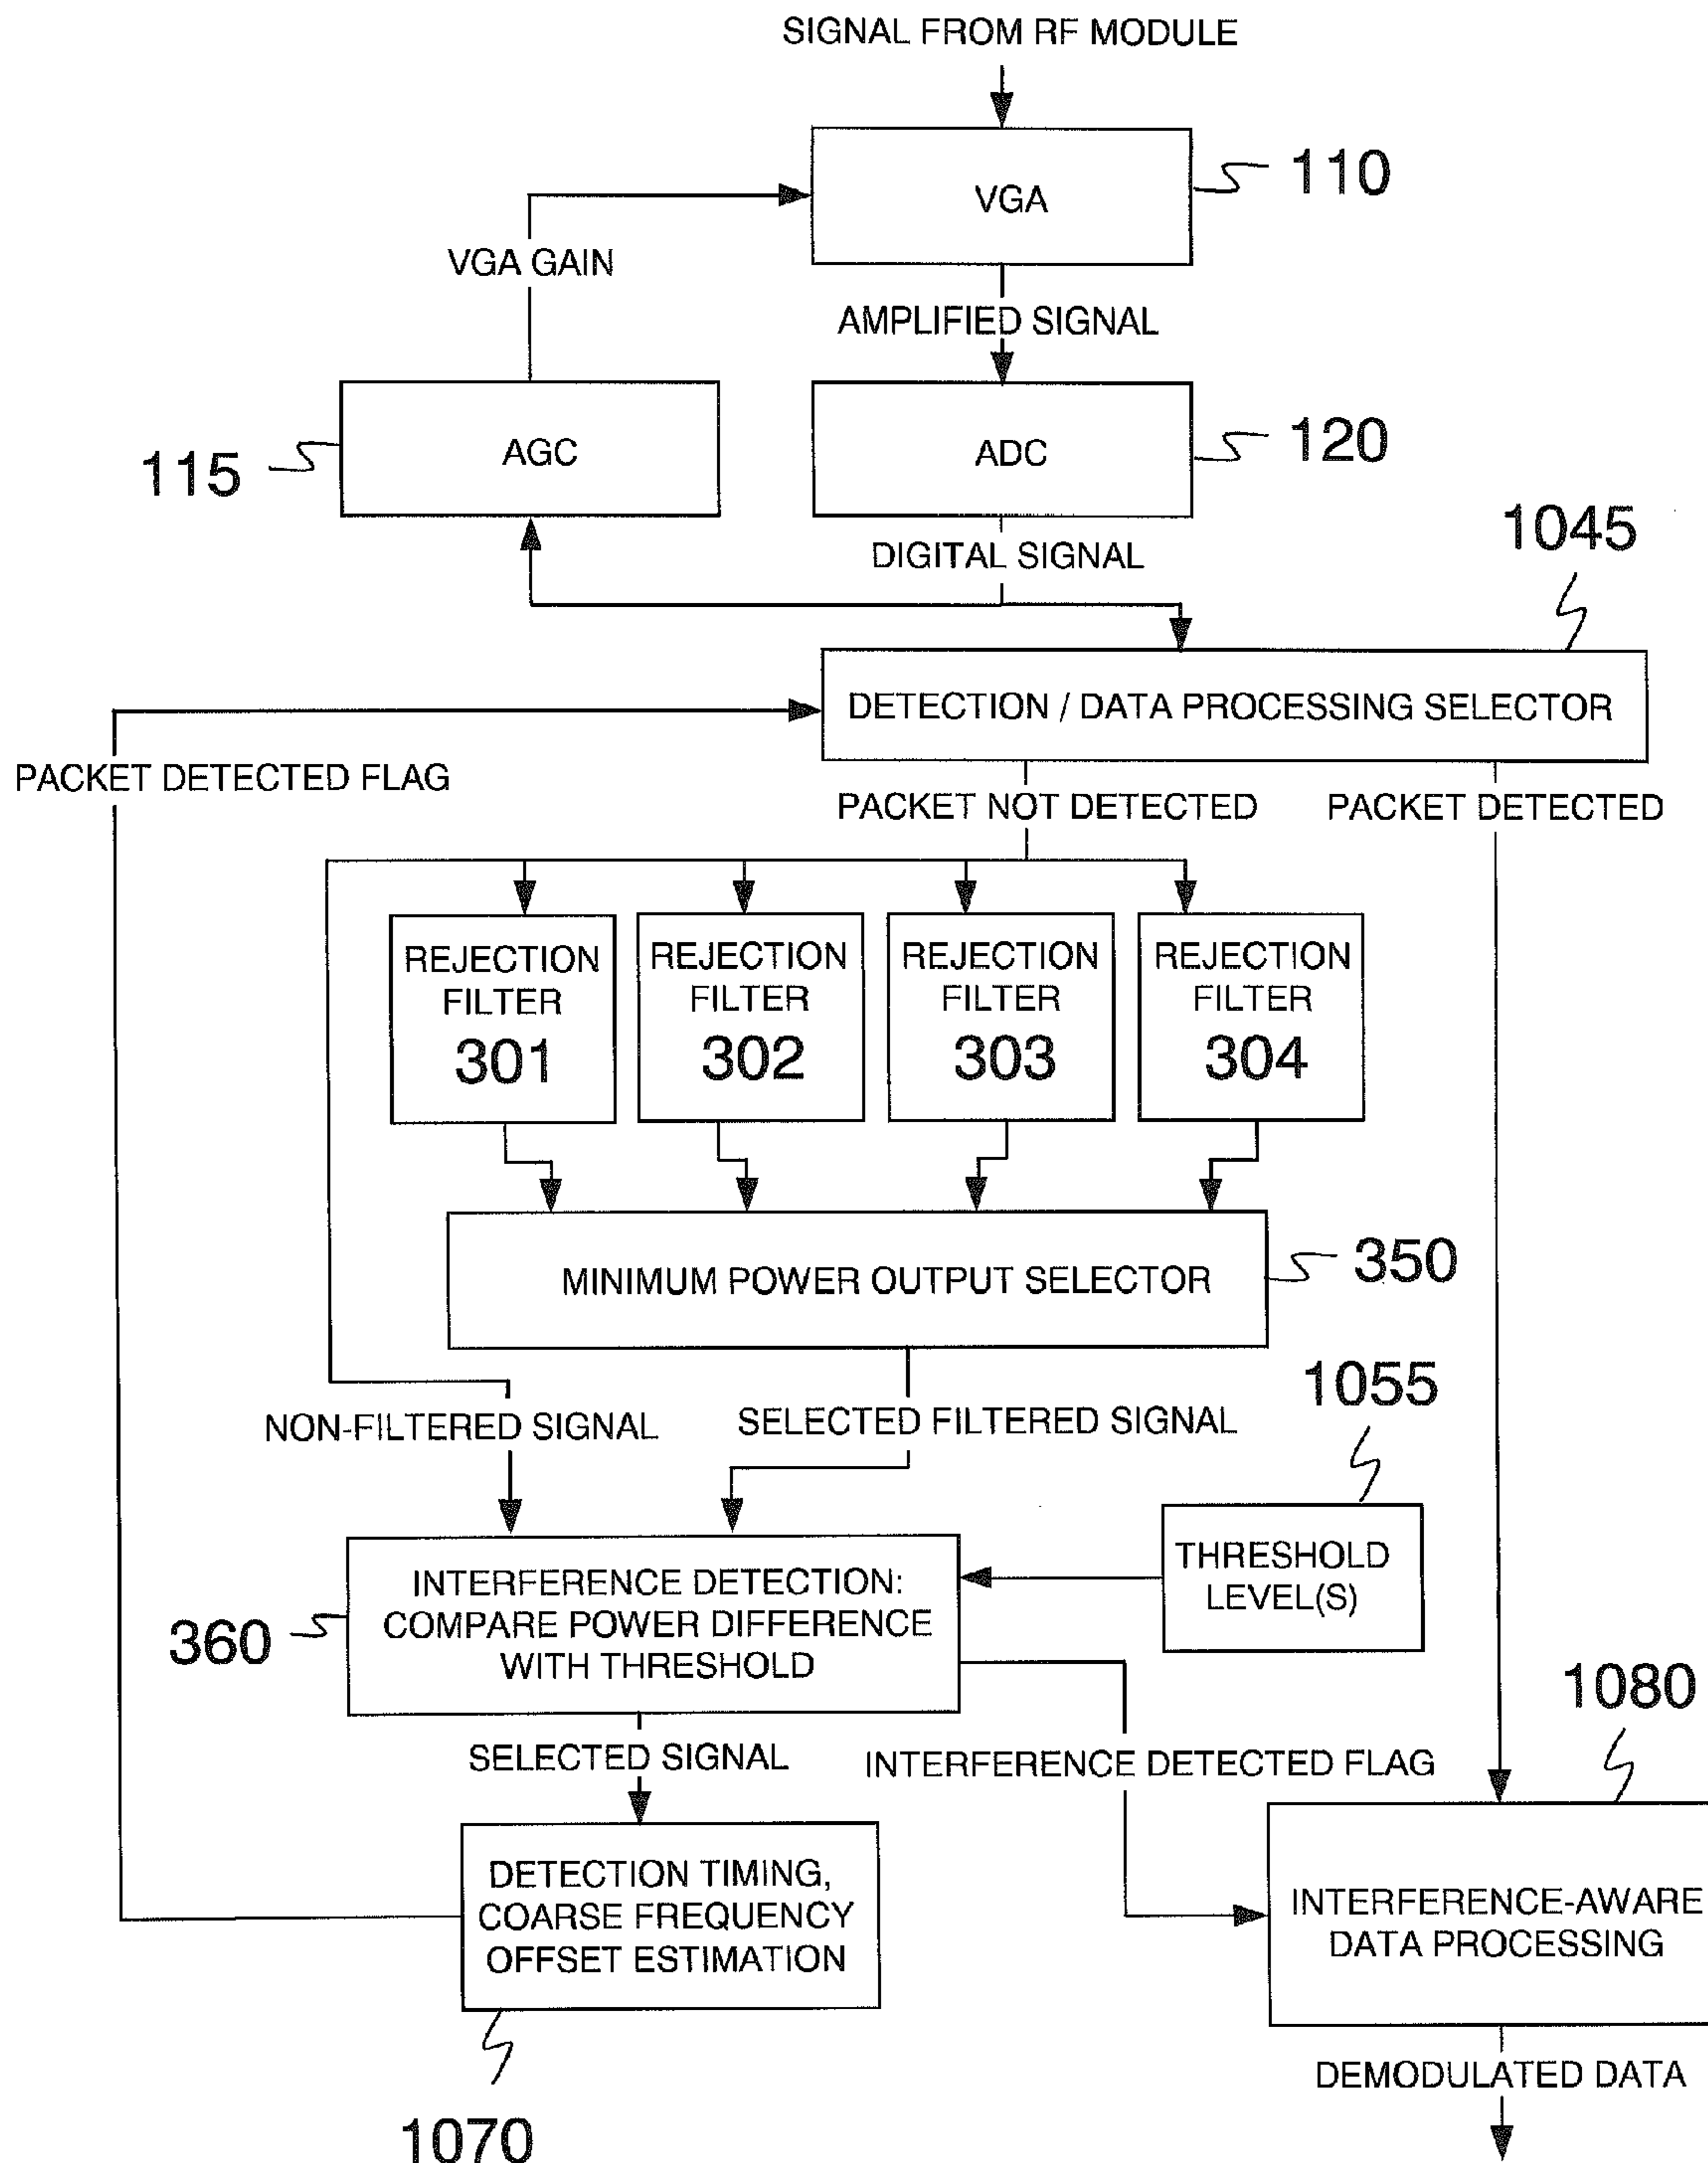 SIGNAL FROM RF MODULE
VGA
110
VGA GAIN
AMPLIFIED SIGNAL
AGC
115
ADC
120
DIGITAL SIGNAL
1045
DETECTION / DATA PROCESSING SELECTOR
PACKET DETECTED FLAG
PACKET NOT DETECTED
PACKET DETECTED
REJECTION
FILTER
301
REJECTION
FILTER
302
REJECTION
FILTER
303
REJECTION
FILTER
304
MINIMUM POWER OUTPUT SELECTOR
350
1055
NON-FILTERED SIGNAL
SELECTED FILTERED SIGNAL
THRESHOLD
LEVEL(S)
INTERFERENCE DETECTION:
COMPARE POWER DIFFERENCE
WITH THRESHOLD
360
1080
SELECTED SIGNAL
INTERFERENCE DETECTED FLAG
DETECTION TIMING,
COARSE FREQUENCY
OFFSET ESTIMATION
INTERFERENCE-AWARE
DATA PROCESSING
1070
DEMODULATED DATA